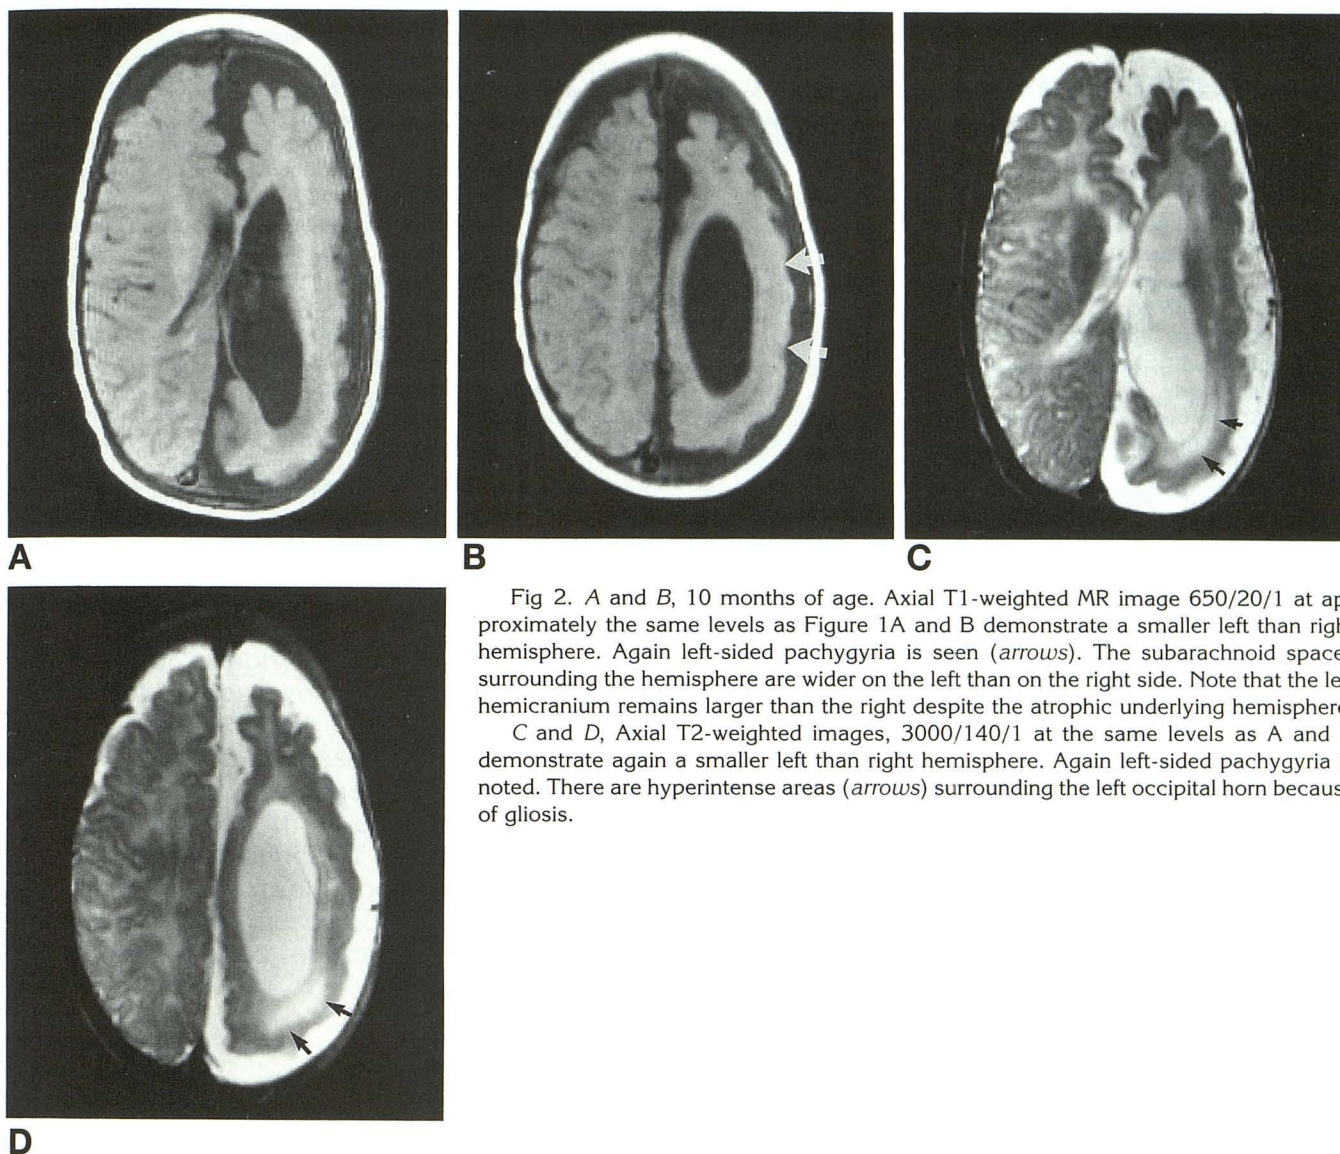 A
B
C
Fig 2. A and B, 10 months of age. Axial T1-weighted MR image 650/20/1 at ap
proximately the same levels as Figure 1A and B demonstrate a smaller left than righ
hemisphere. Again left-sided pachygyria is seen (arrows). The subarachnoid space
surrounding the hemisphere are wider on the left than on the right side. Note that the le
hemicranium remains larger than the right despite the atrophic underlying hemisphere
C and D, Axial T2-weighted images, 3000/140/1 at the same levels as A and
demonstrate again a smaller left than right hemisphere. Again left-sided pachygyria
noted. There are hyperintense areas (arrows) surrounding the left occipital horn becaus
of gliosis.
D